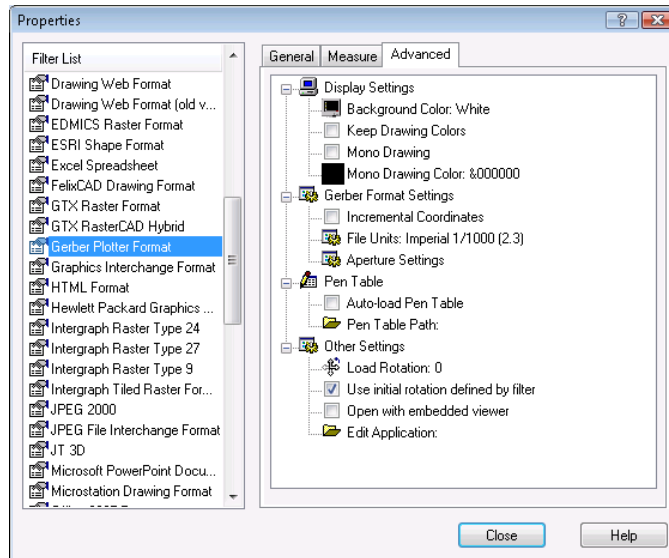 Properties
Filter List
Drawing Web Format
Drawing Web Format (old v...
EDMICS Raster Format
ESRI Shape Format
Excel Spreadsheet
FelixCAD Drawing Format
GTX Raster Format
GTX RasterCAD Hybrid
Gerber Plotter Format
Graphics Interchange Format
HTML Format
Hewlett Packard Graphics ...
Intergraph Raster Type 24
Intergraph Raster Type 27
Intergraph Raster Type 9
Intergraph Tiled Raster For...
JPEG 2000
JPEG File Interchange Format
JT 3D
Microsoft PowerPoint Docu...
Microstation Drawing Format
General Measure Advanced
Display Settings
Background Color: White
Keep Drawing Colors
Mono Drawing
Mono Drawing Color: &000000
Gerber Format Settings
Incremental Coordinates
File Units: Imperial 1/1000 (2.3)
Aperture Settings
Pen Table
Auto-load Pen Table
Pen Table Path:
Other Settings
Load Rotation: 0
Use initial rotation defined by filter
Open with embedded viewer
Edit Application:
Close Help